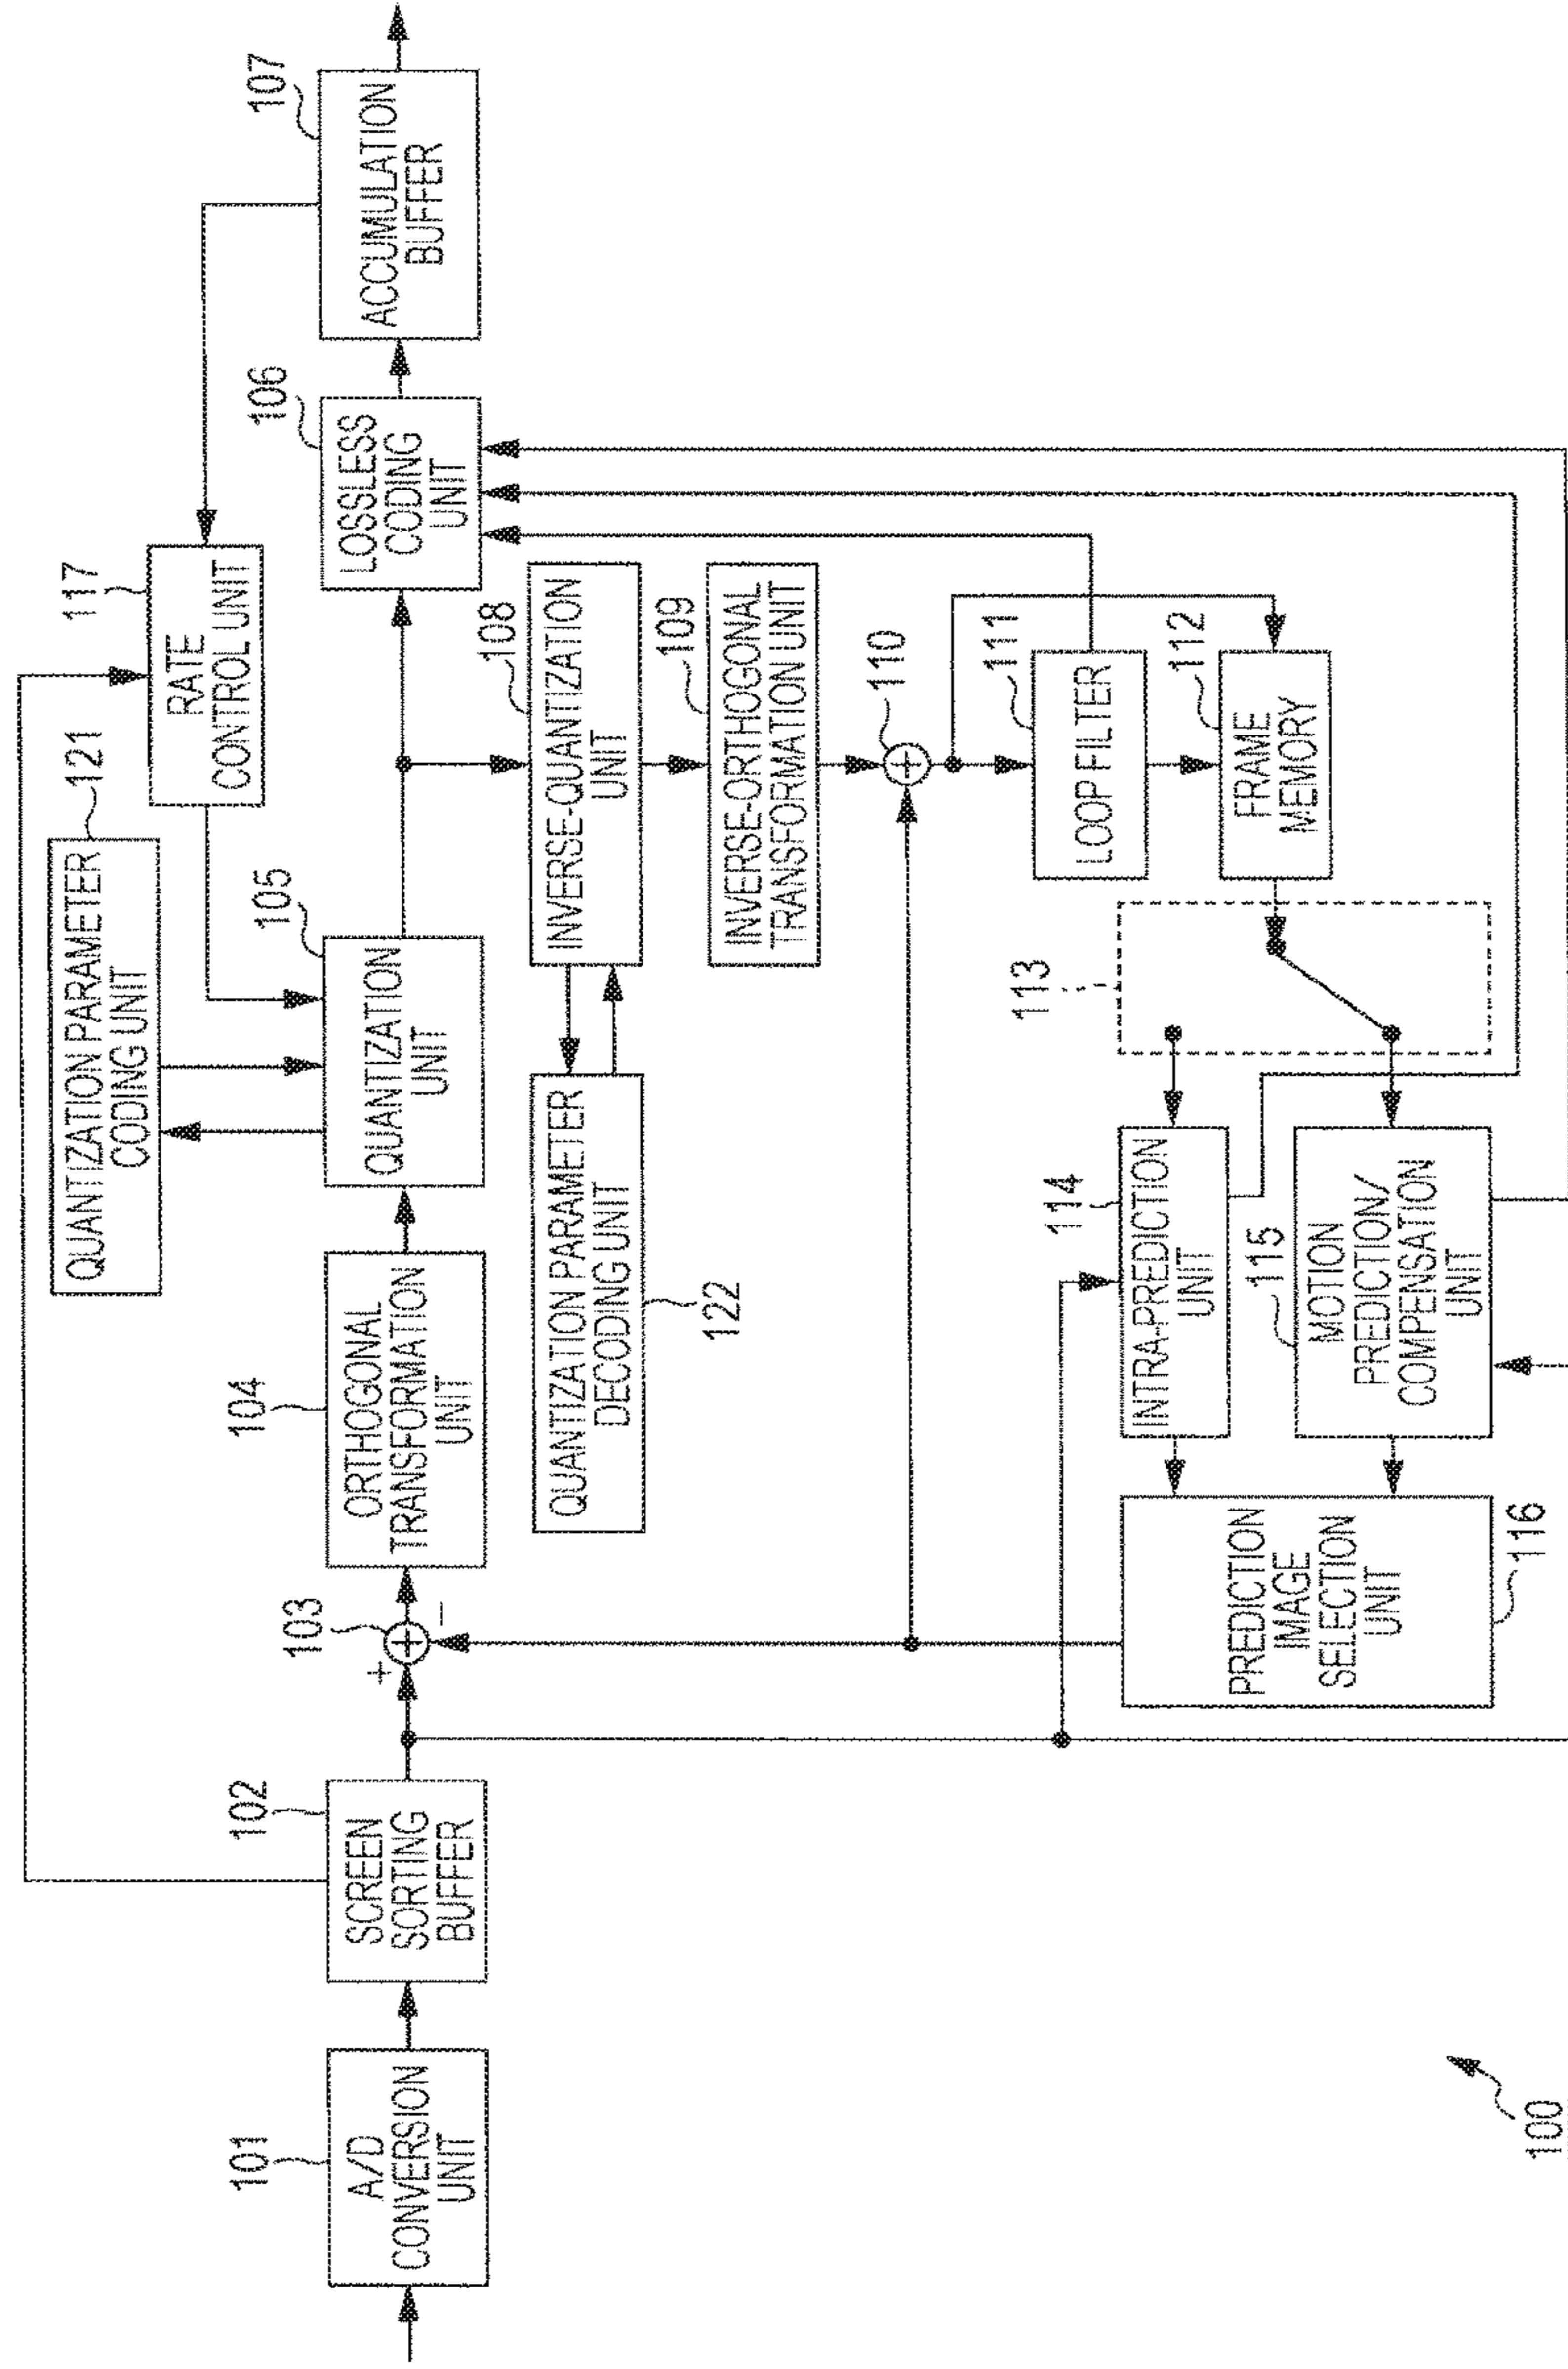 100
101
A/D
CONVERSION
UNIT
102
SCREEN
SORTING
BUFFER
103
+
−
104
ORTHOGONAL
TRANSFORMATION
UNIT
105
QUANTIZATION
UNIT
121
QUANTIZATION PARAMETER
CODING UNIT
117
RATE
CONTROL UNIT
106
LOSSLESS
CODING
UNIT
107
ACCUMULATION
BUFFER
108
INVERSE-QUANTIZATION
UNIT
QUANTIZATION PARAMETER
DECODING UNIT
122
109
INVERSE-ORTHOGONAL
TRANSFORMATION UNIT
110
111
LOOP FILTER
112
FRAME
MEMORY
113
114
INTRA-PREDICTION
UNIT
115
MOTION
PREDICTION/
COMPENSATION
UNIT
PREDICTION
IMAGE
SELECTION
UNIT
116